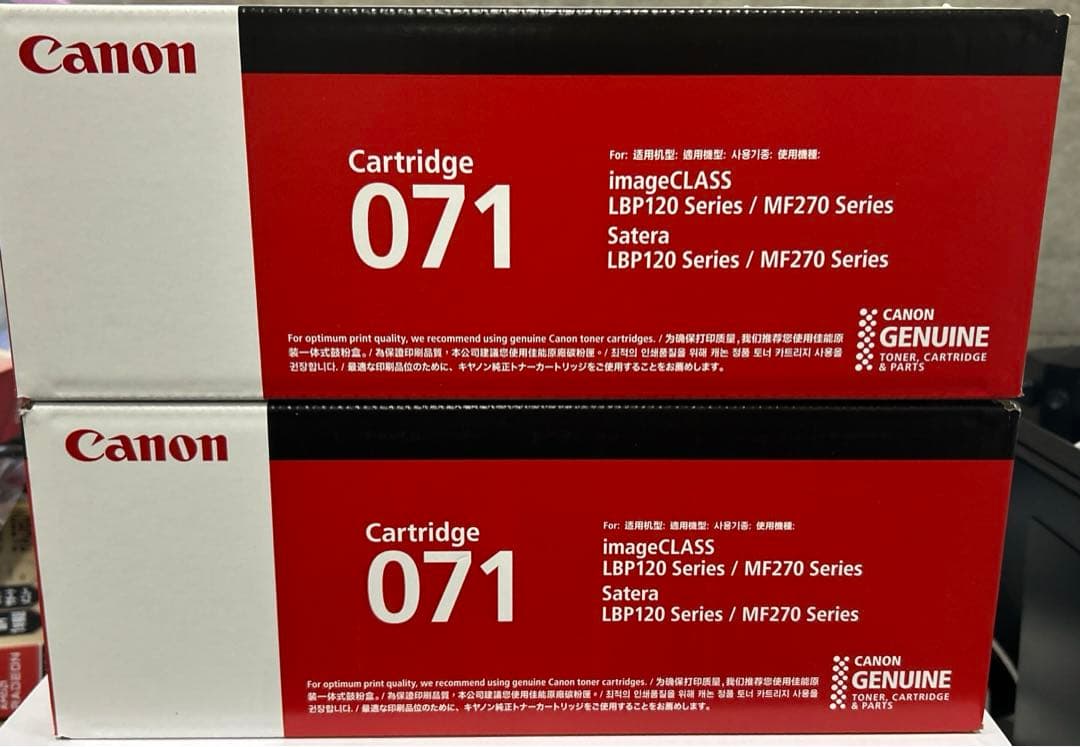 Canon
Cartridge
071
For: 适用机型: 適用機型: 사용기종: 使用機種:
imageCLASS
LBP120 Series / MF270 Series
Satera
LBP120 Series / MF270 Series
For optimum print quality, we recommend using genuine Canon toner cartridges. / 为确保打印质量,我们推荐您使用佳能原
装一体式鼓粉盒。/ 為保證印刷品質,本公司建議您使用佳能原廠碳粉匣。/ 최적의 인쇄품질을 위해 캐논 정품 토너 카트리지 사용을
권장합니다. / 最適な印刷品位のために、キヤノン純正トナーカートリッジをご使用することをお薦めします。
CANON
GENUINE
TONER, CARTRIDGE
& PARTS
Canon
Cartridge
071
For: 适用机型: 適用機型: 사용기종: 使用機種:
imageCLASS
LBP120 Series / MF270 Series
Satera
LBP120 Series / MF270 Series
For optimum print quality, we recommend using genuine Canon toner cartridges. / 为确保打印质量,我们推荐您使用佳能原
装一体式鼓粉盒。/ 為保證印刷品質,本公司建議您使用佳能原廠碳粉匣。/ 최적의 인쇄품질을 위해 캐논 정품 토너 카트리지 사용을
권장합니다. / 最適な印刷品位のために、キヤノン純正トナーカートリッジをご使用することをお薦めします。
CANON
GENUINE
TONER, CARTRIDGE
& PARTS
RADEON